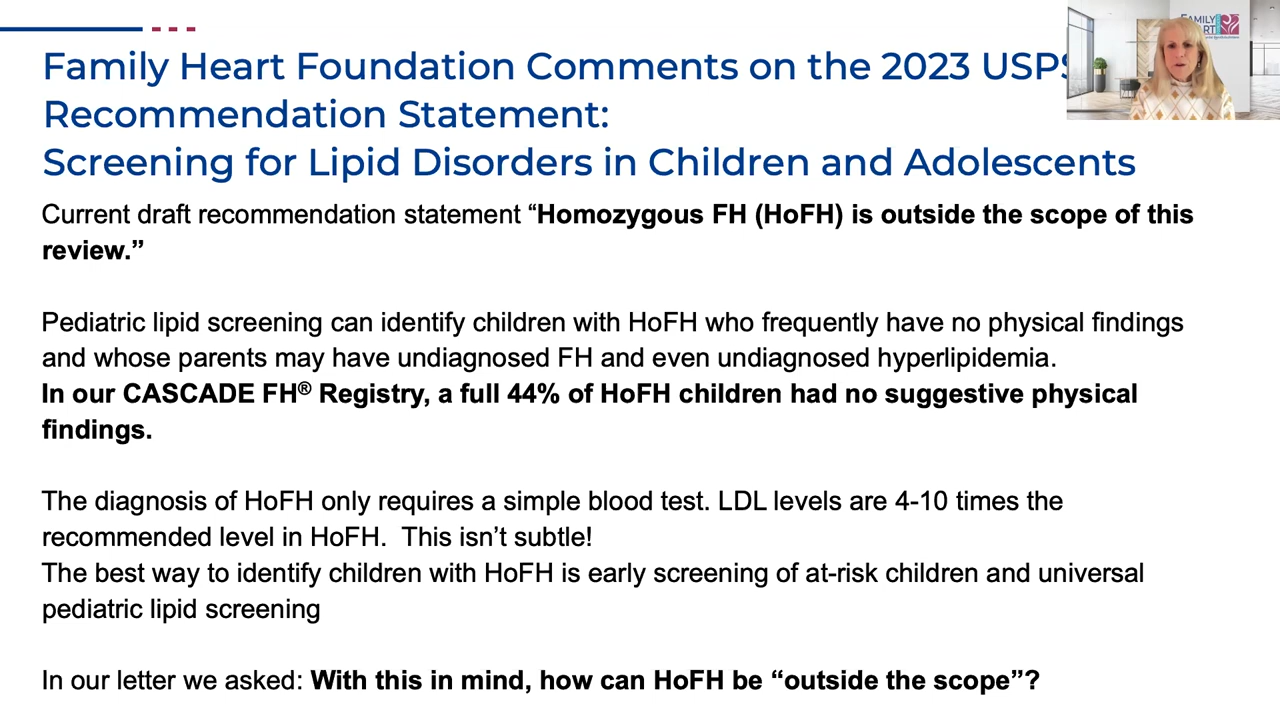 Family Heart Foundation Comments on the 2023
Recommendation Statement:
Screening for Lipid Disorders in Children and Adolescents
Current draft recommendation statement “Homozygous FH (HoFH) is outside the scope of this
review.”
Pediatric lipid screening can identify children with HoFH who frequently have no physical findings
and whose parents may have undiagnosed FH and even undiagnosed hyperlipidemia.
In our CASCADE FH® Registry, a full 44% of HoFH children had no suggestive physical
findings.
The diagnosis of HoFH only requires a simple blood test. LDL levels are 4-10 times the
recommended level in HoFH.  This isn’t subtle!
The best way to identify children with HoFH is early screening of at-risk children and universal
pediatric lipid screening
In our letter we asked: With this in mind, how can HoFH be “outside the scope”?
FAMILY